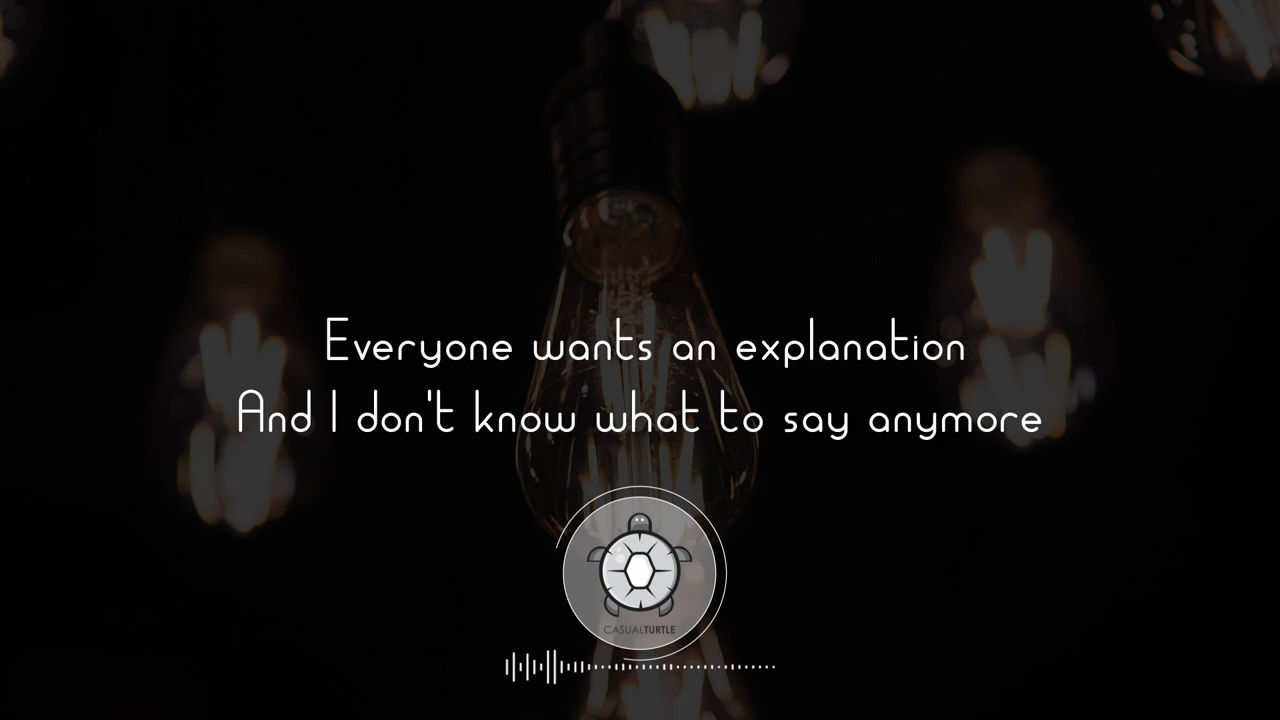 Everyone wants an explanation
And I don't know what to say anymore
CASUALTURTLE